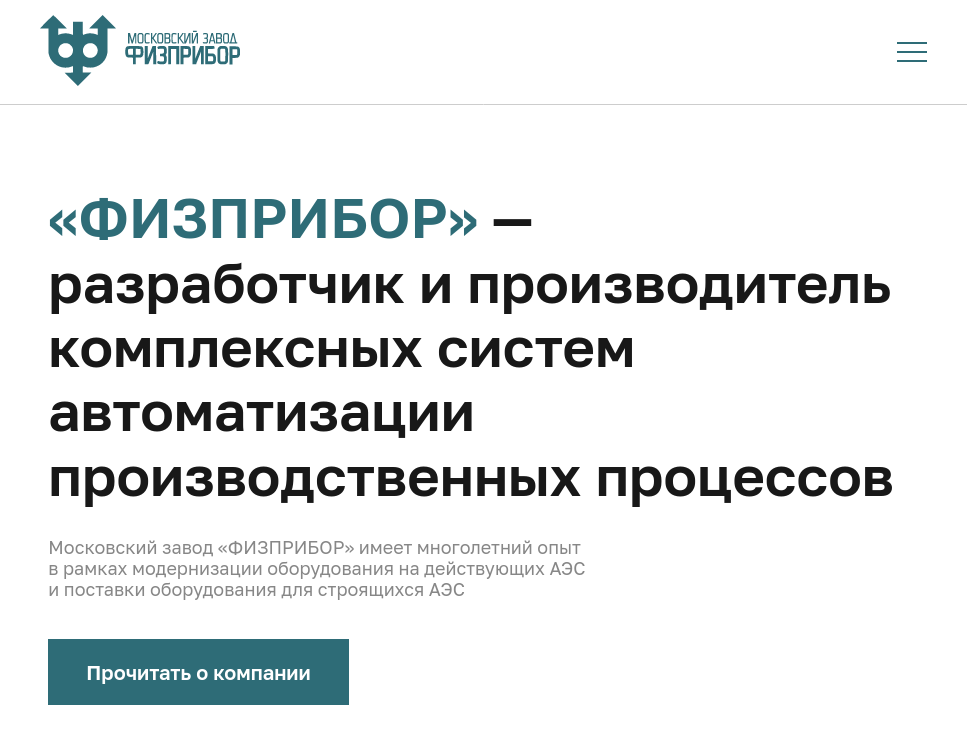 МОСКОВСКИЙ ЗАВОД
ФИЗПРИБОР
«ФИЗПРИБОР» —
разработчик и производитель
комплексных систем
автоматизации
производственных процессов
Московский завод «ФИЗПРИБОР» имеет многолетний опыт
в рамках модернизации оборудования на действующих АЭС
и поставки оборудования для строящихся АЭС
Прочитать о компании